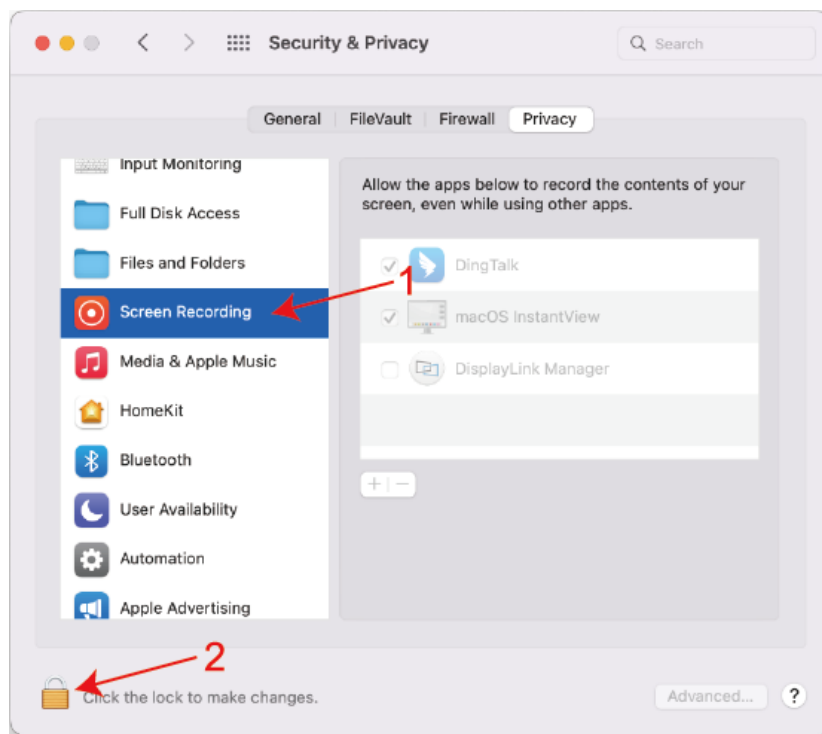 Security & Privacy
Search
General
FileVault
Firewall
Privacy
Input Monitoring
Full Disk Access
Files and Folders
Screen Recording
Media & Apple Music
HomeKit
Bluetooth
User Availability
Automation
Apple Advertising
Allow the apps below to record the contents of your
screen, even while using other apps.
DingTalk
1
macOS InstantView
DisplayLink Manager
+ | −
2
Click the lock to make changes.
Advanced...
?